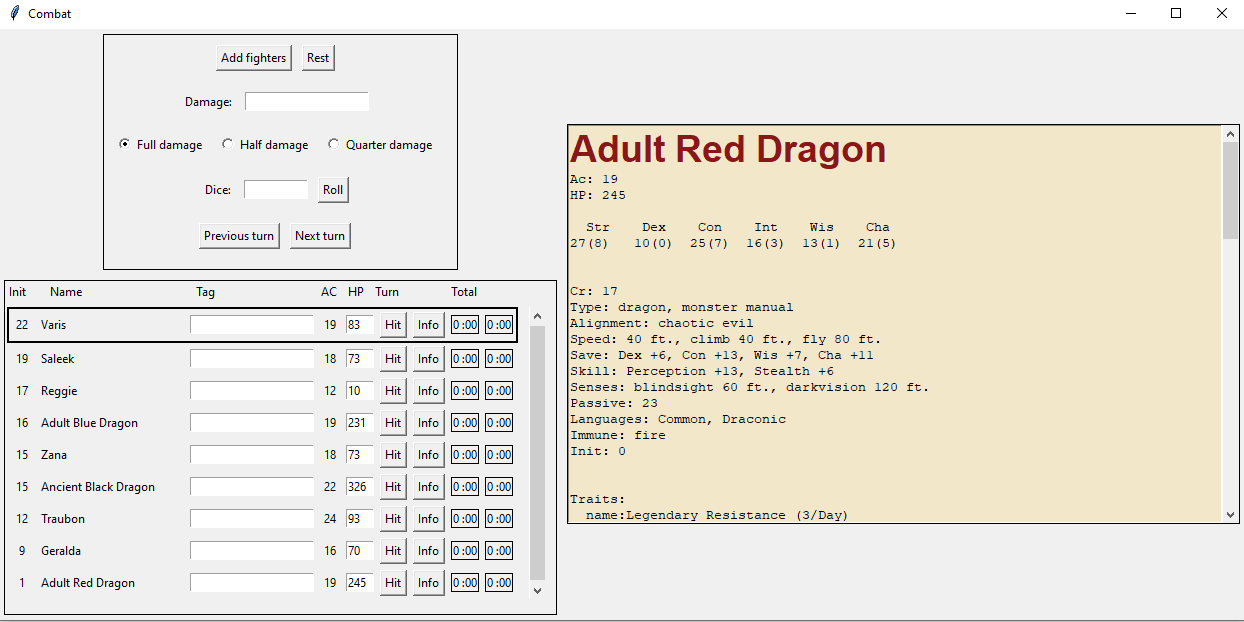 Combat
Add fighters Rest
Damage:
Full damage Half damage Quarter damage
Dice: Roll
Previous turn Next turn
Init Name Tag AC HP Turn Total
22 Varis 19 83 Hit Info 0:00 0:00
19 Saleek 18 73 Hit Info 0:00 0:00
17 Reggie 12 10 Hit Info 0:00 0:00
16 Adult Blue Dragon 19 231 Hit Info 0:00 0:00
15 Zana 18 73 Hit Info 0:00 0:00
15 Ancient Black Dragon 22 326 Hit Info 0:00 0:00
12 Traubon 24 93 Hit Info 0:00 0:00
9 Geralda 16 70 Hit Info 0:00 0:00
1 Adult Red Dragon 19 245 Hit Info 0:00 0:00
Adult Red Dragon
Ac: 19
HP: 245
Str Dex Con Int Wis Cha
27(8) 10(0) 25(7) 16(3) 13(1) 21(5)
Cr: 17
Type: dragon, monster manual
Alignment: chaotic evil
Speed: 40 ft., climb 40 ft., fly 80 ft.
Save: Dex +6, Con +13, Wis +7, Cha +11
Skill: Perception +13, Stealth +6
Senses: blindsight 60 ft., darkvision 120 ft.
Passive: 23
Languages: Common, Draconic
Immune: fire
Init: 0
Traits:
name:Legendary Resistance (3/Day)